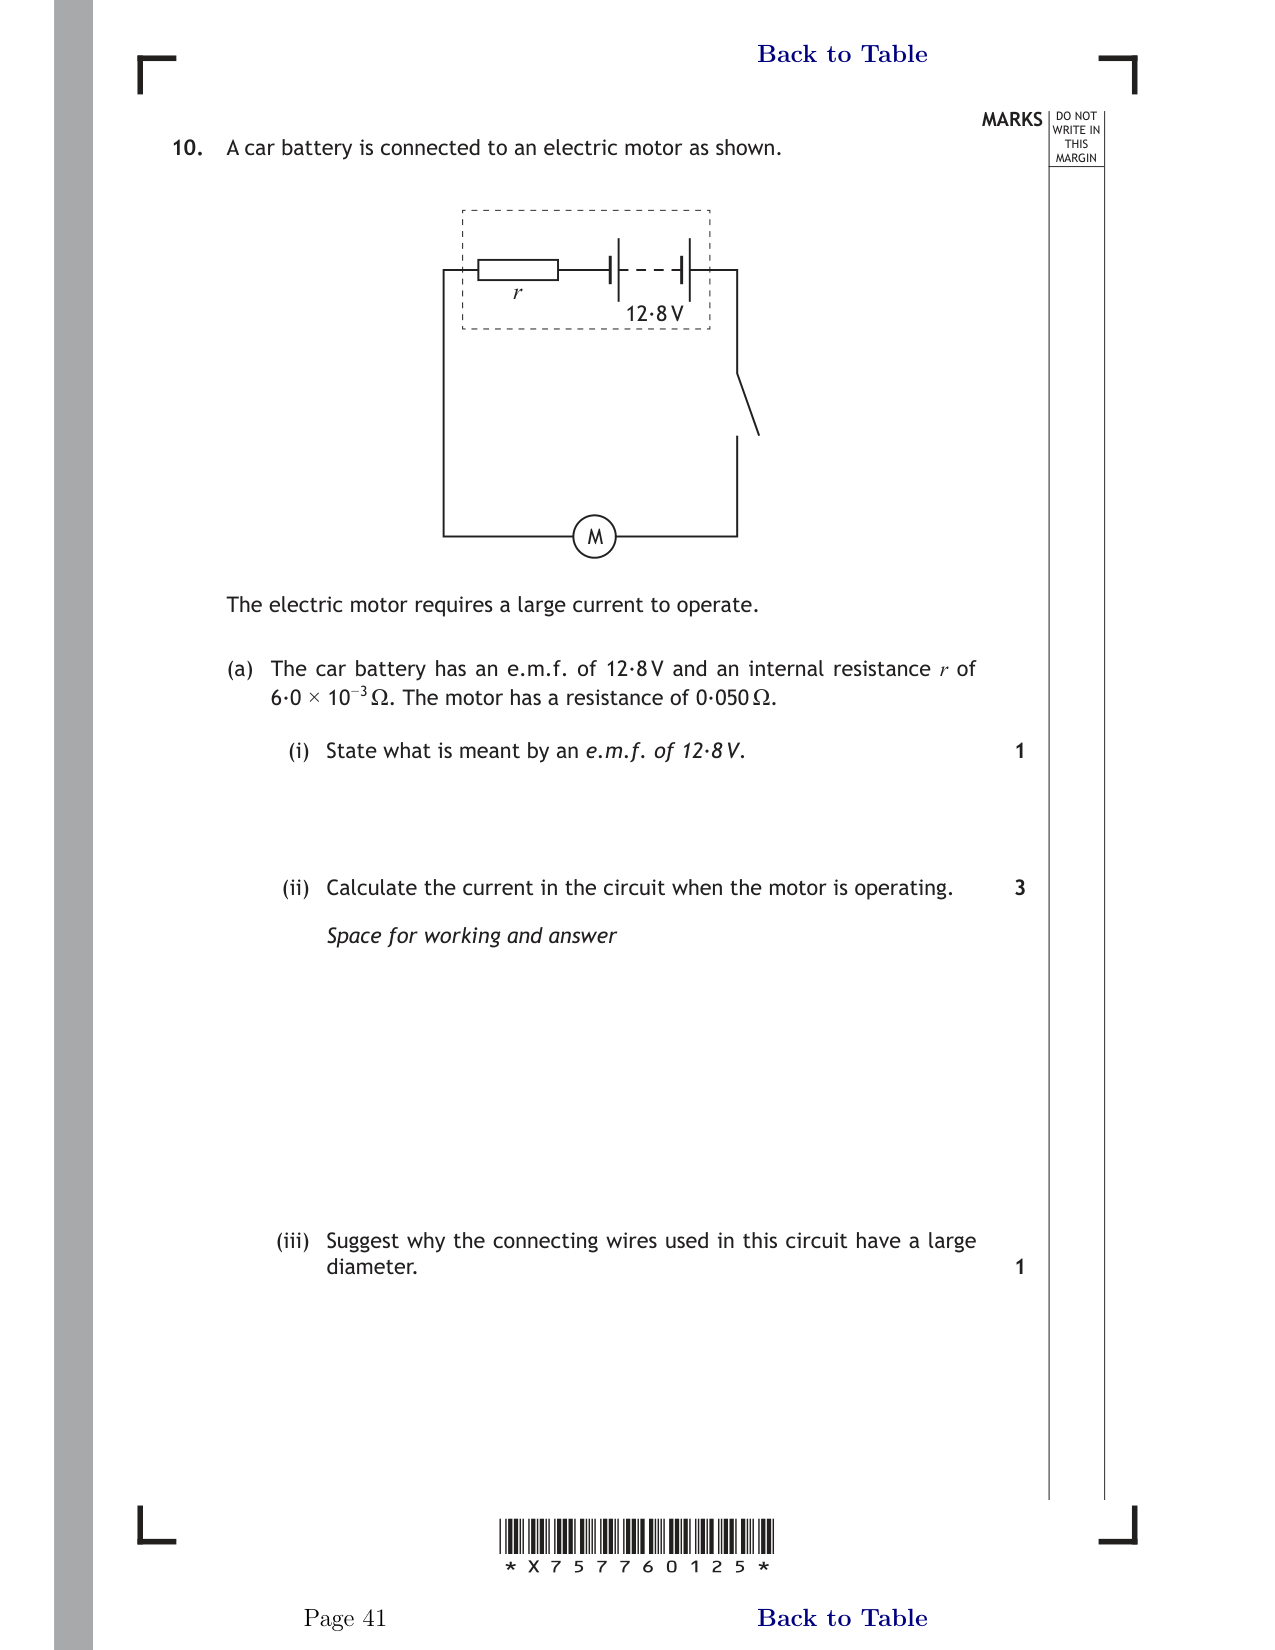 Back to Table
MARKS
DO NOT
WRITE IN
THIS
MARGIN
10. A car battery is connected to an electric motor as shown.
r
12·8 V
M
The electric motor requires a large current to operate.
(a) The car battery has an e.m.f. of 12·8 V and an internal resistance r of
6·0 × 10⁻³ Ω. The motor has a resistance of 0·050 Ω.
(i) State what is meant by an e.m.f. of 12·8 V. 1
(ii) Calculate the current in the circuit when the motor is operating. 3
Space for working and answer
(iii) Suggest why the connecting wires used in this circuit have a large
diameter. 1
*X757760125*
Page 41
Back to Table